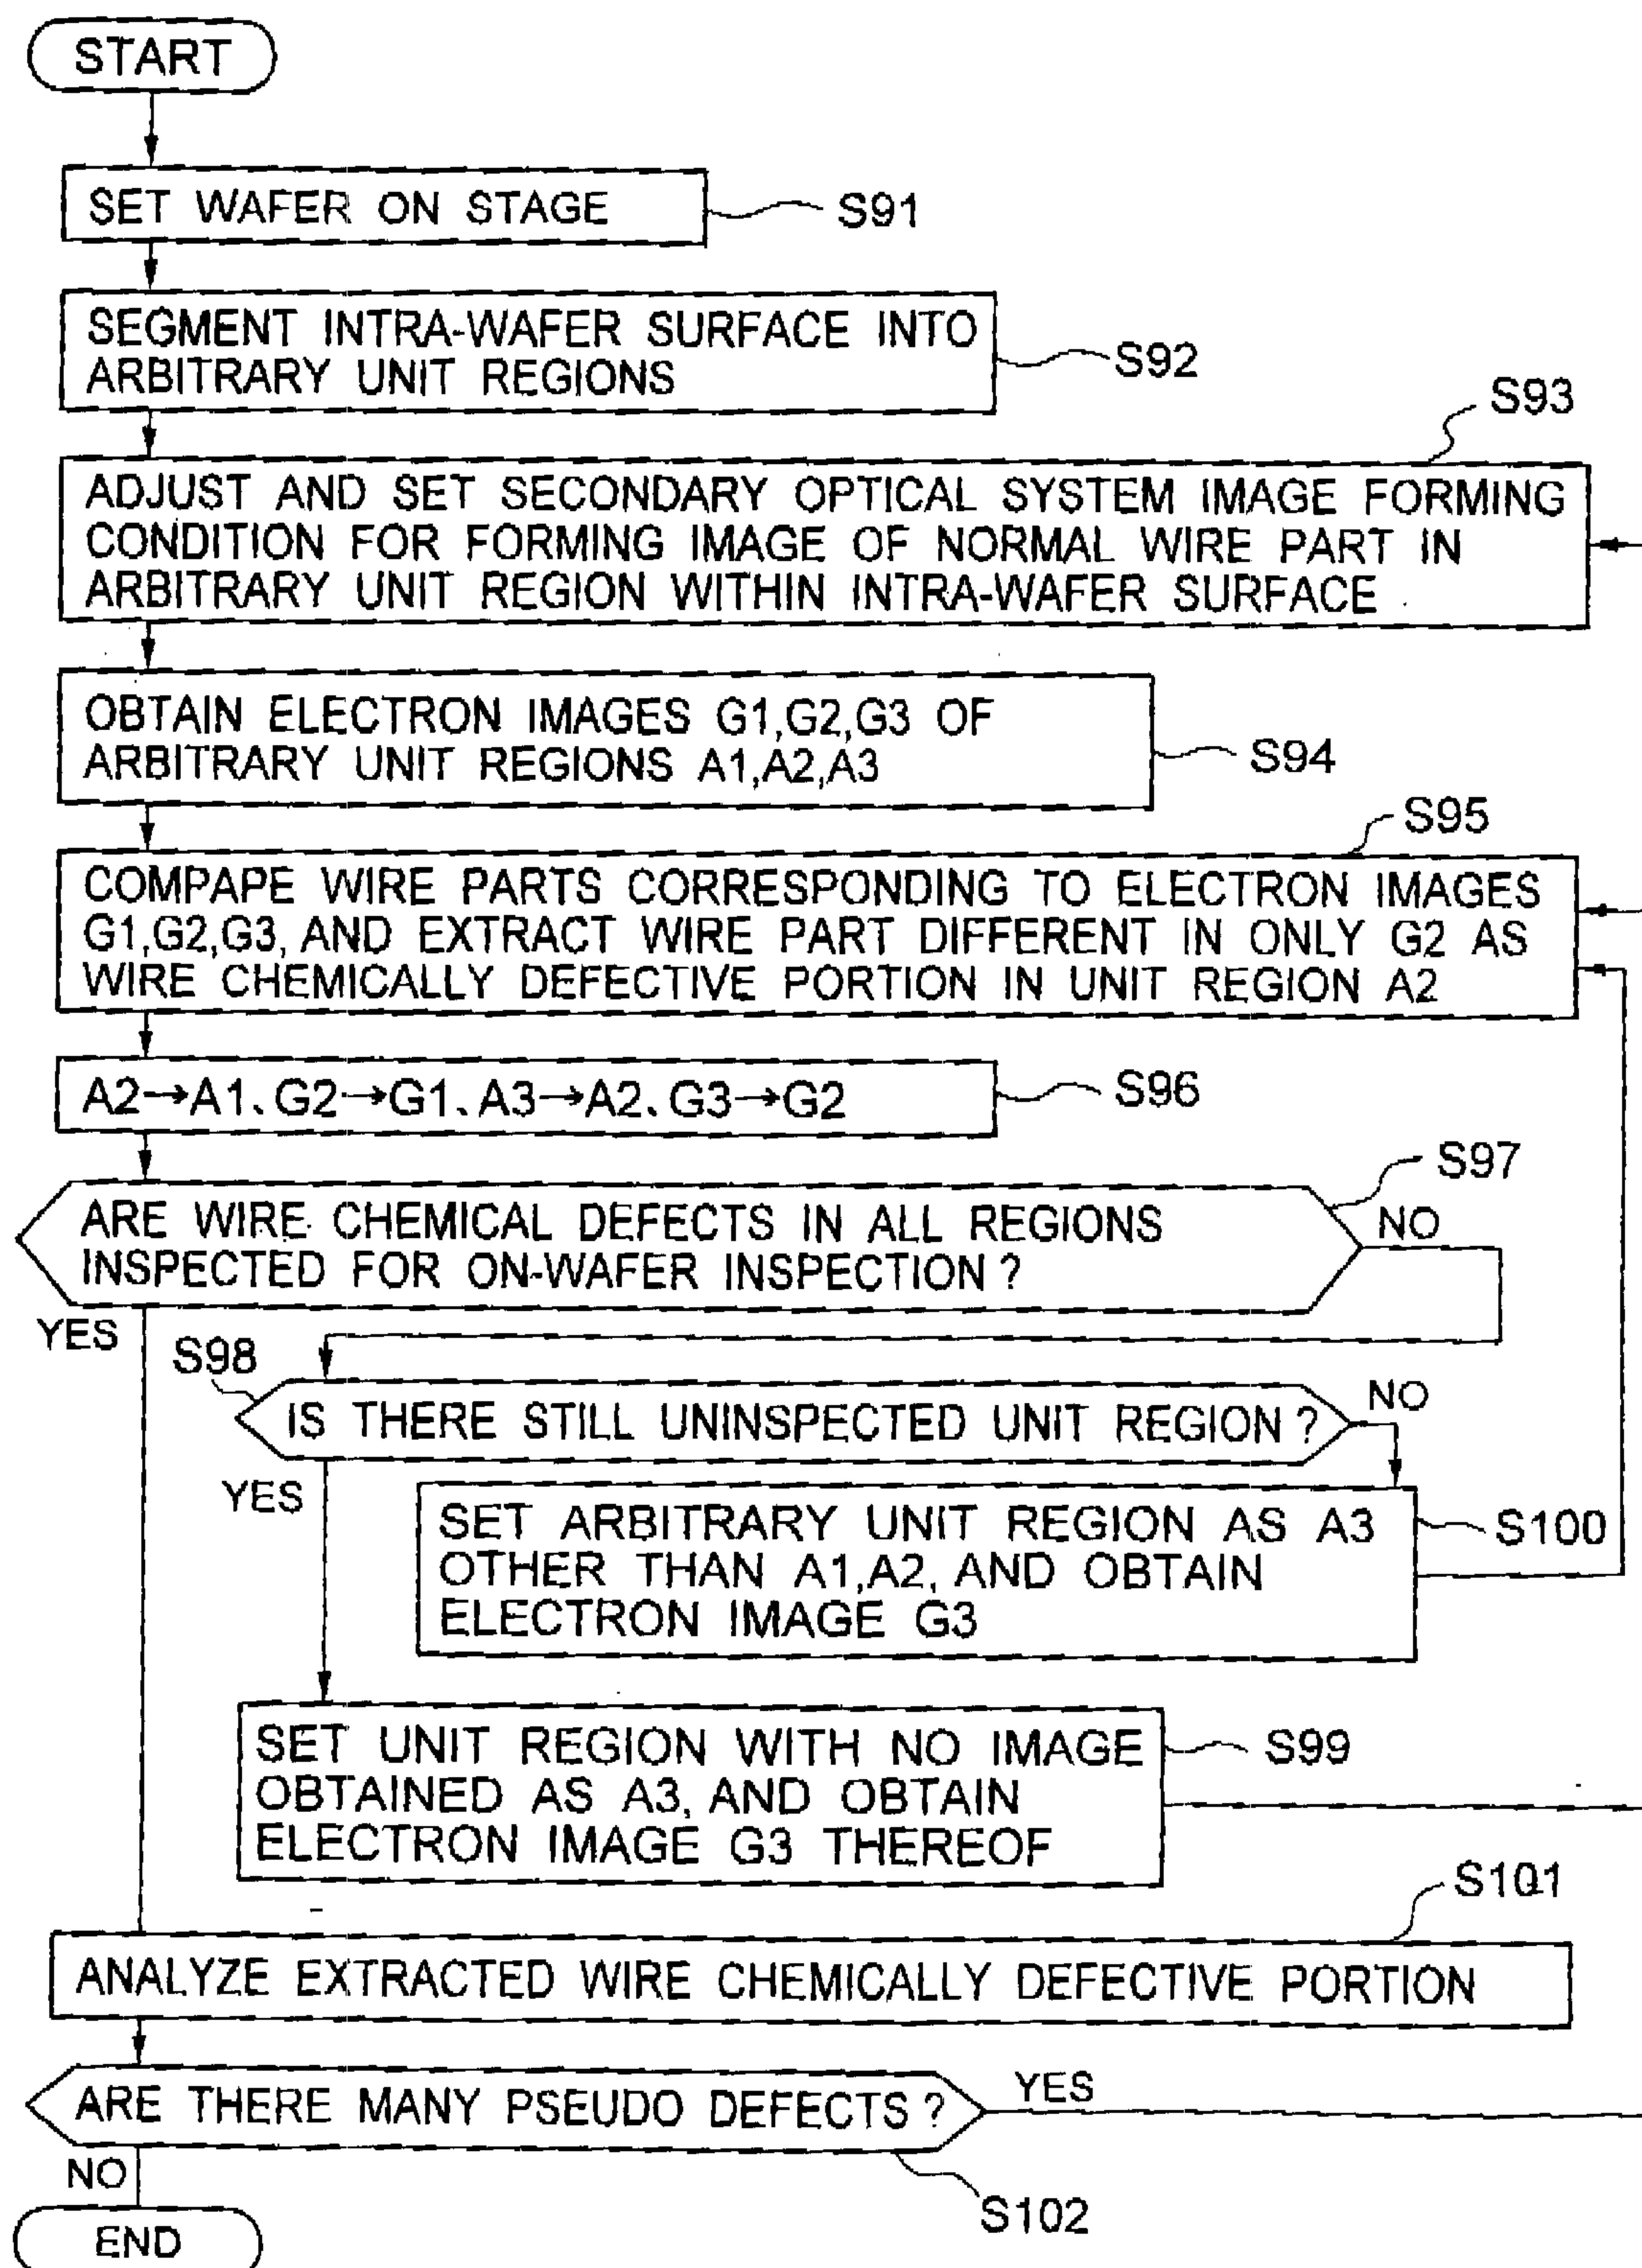 START
SET WAFER ON STAGE
S91
SEGMENT INTRA-WAFER SURFACE INTO
ARBITRARY UNIT REGIONS
S92
S93
ADJUST AND SET SECONDARY OPTICAL SYSTEM IMAGE FORMING
CONDITION FOR FORMING IMAGE OF NORMAL WIRE PART IN
ARBITRARY UNIT REGION WITHIN INTRA-WAFER SURFACE
OBTAIN ELECTRON IMAGES G1,G2,G3 OF
ARBITRARY UNIT REGIONS A1,A2,A3
S94
S95
COMPAPE WIRE PARTS CORRESPONDING TO ELECTRON IMAGES
G1,G2,G3, AND EXTRACT WIRE PART DIFFERENT IN ONLY G2 AS
WIRE CHEMICALLY DEFECTIVE PORTION IN UNIT REGION A2
A2→A1、G2→G1、A3→A2、G3→G2
S96
S97
ARE WIRE CHEMICAL DEFECTS IN ALL REGIONS
INSPECTED FOR ON-WAFER INSPECTION ?
NO
YES
S98
IS THERE STILL UNINSPECTED UNIT REGION ?
NO
YES
SET ARBITRARY UNIT REGION AS A3
OTHER THAN A1,A2, AND OBTAIN
ELECTRON IMAGE G3
S100
SET UNIT REGION WITH NO IMAGE
OBTAINED AS A3, AND OBTAIN
ELECTRON IMAGE G3 THEREOF
S99
S101
ANALYZE EXTRACTED WIRE CHEMICALLY DEFECTIVE PORTION
ARE THERE MANY PSEUDO DEFECTS ?
YES
NO
S102
END